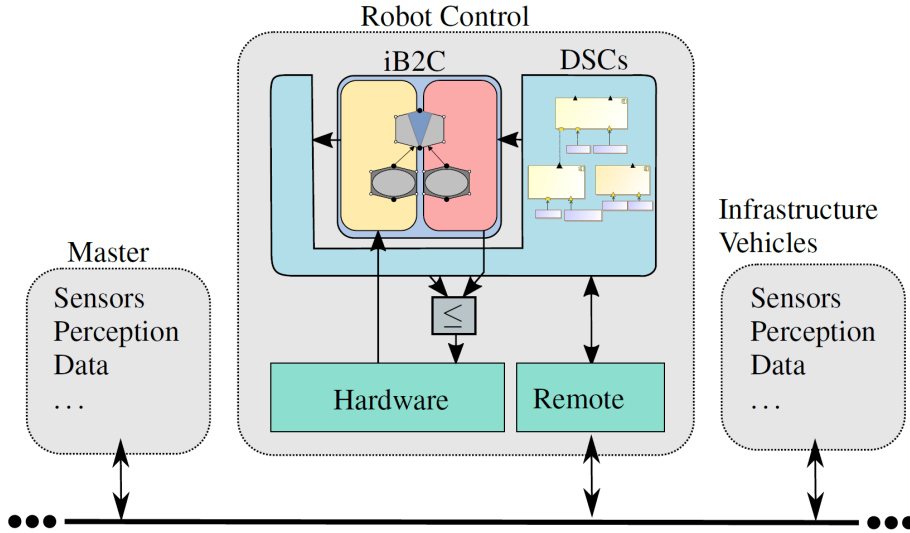 Robot Control
iB2C
DSCs
Master
Sensors
Perception
Data
...
≤
Hardware
Remote
Infrastructure
Vehicles
Sensors
Perception
Data
...